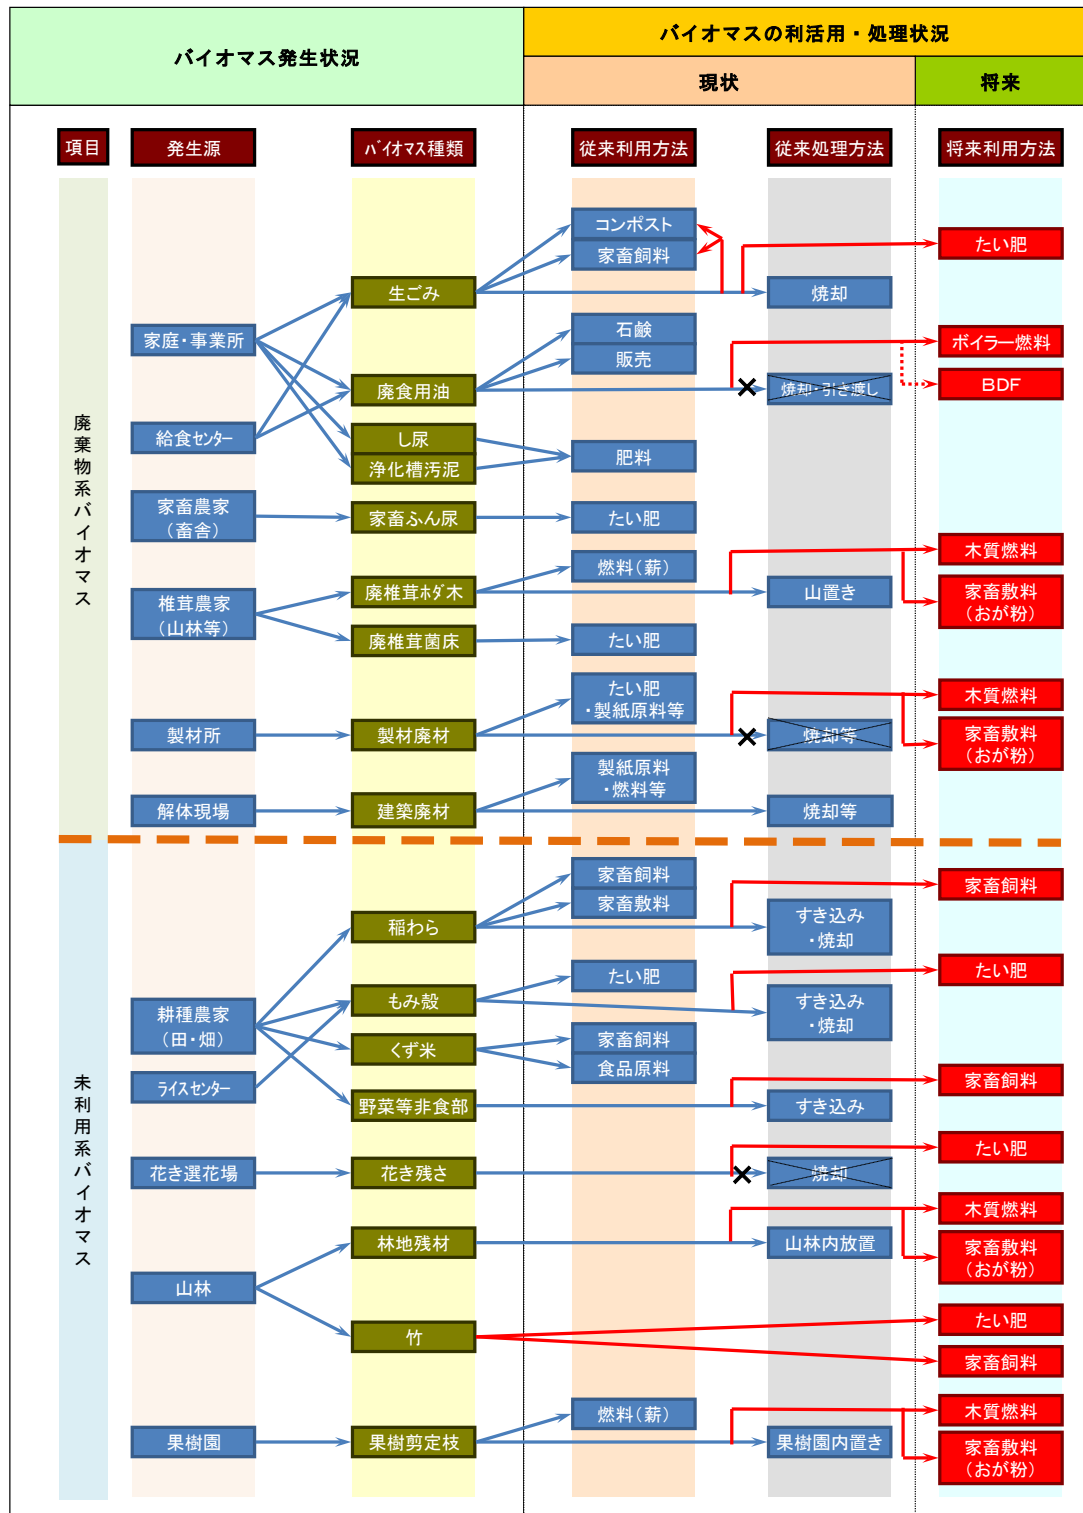 バイオマス発生状況
バイオマスの利活用・処理状況
現状
将来
項目
発生源
バイオマス種類
従来利用方法
従来処理方法
将来利用方法
廃棄物系バイオマス
コンポスト
家畜飼料
たい肥
生ごみ
焼却
家庭・事業所
石鹸
販売
ボイラー燃料
廃食用油
焼却・引き渡し
BDF
給食センター
し尿
浄化槽汚泥
肥料
家畜農家
(畜舎)
家畜ふん尿
たい肥
椎茸農家
(山林等)
廃椎茸ホダ木
燃料(薪)
山置き
木質燃料
家畜敷料
(おが粉)
廃椎茸菌床
たい肥
製材所
製材廃材
たい肥
・製紙原料等
焼却等
木質燃料
家畜敷料
(おが粉)
解体現場
建築廃材
製紙原料
・燃料等
焼却等
未利用系バイオマス
稲わら
家畜飼料
家畜敷料
すき込み
・焼却
家畜飼料
耕種農家
(田・畑)
もみ殻
たい肥
すき込み
・焼却
たい肥
くず米
家畜飼料
食品原料
ライスセンター
野菜等非食部
すき込み
家畜飼料
花き選花場
花き残さ
焼却
たい肥
山林
林地残材
山林内放置
木質燃料
家畜敷料
(おが粉)
竹
たい肥
家畜飼料
果樹園
果樹剪定枝
燃料(薪)
果樹園内置き
木質燃料
家畜敷料
(おが粉)